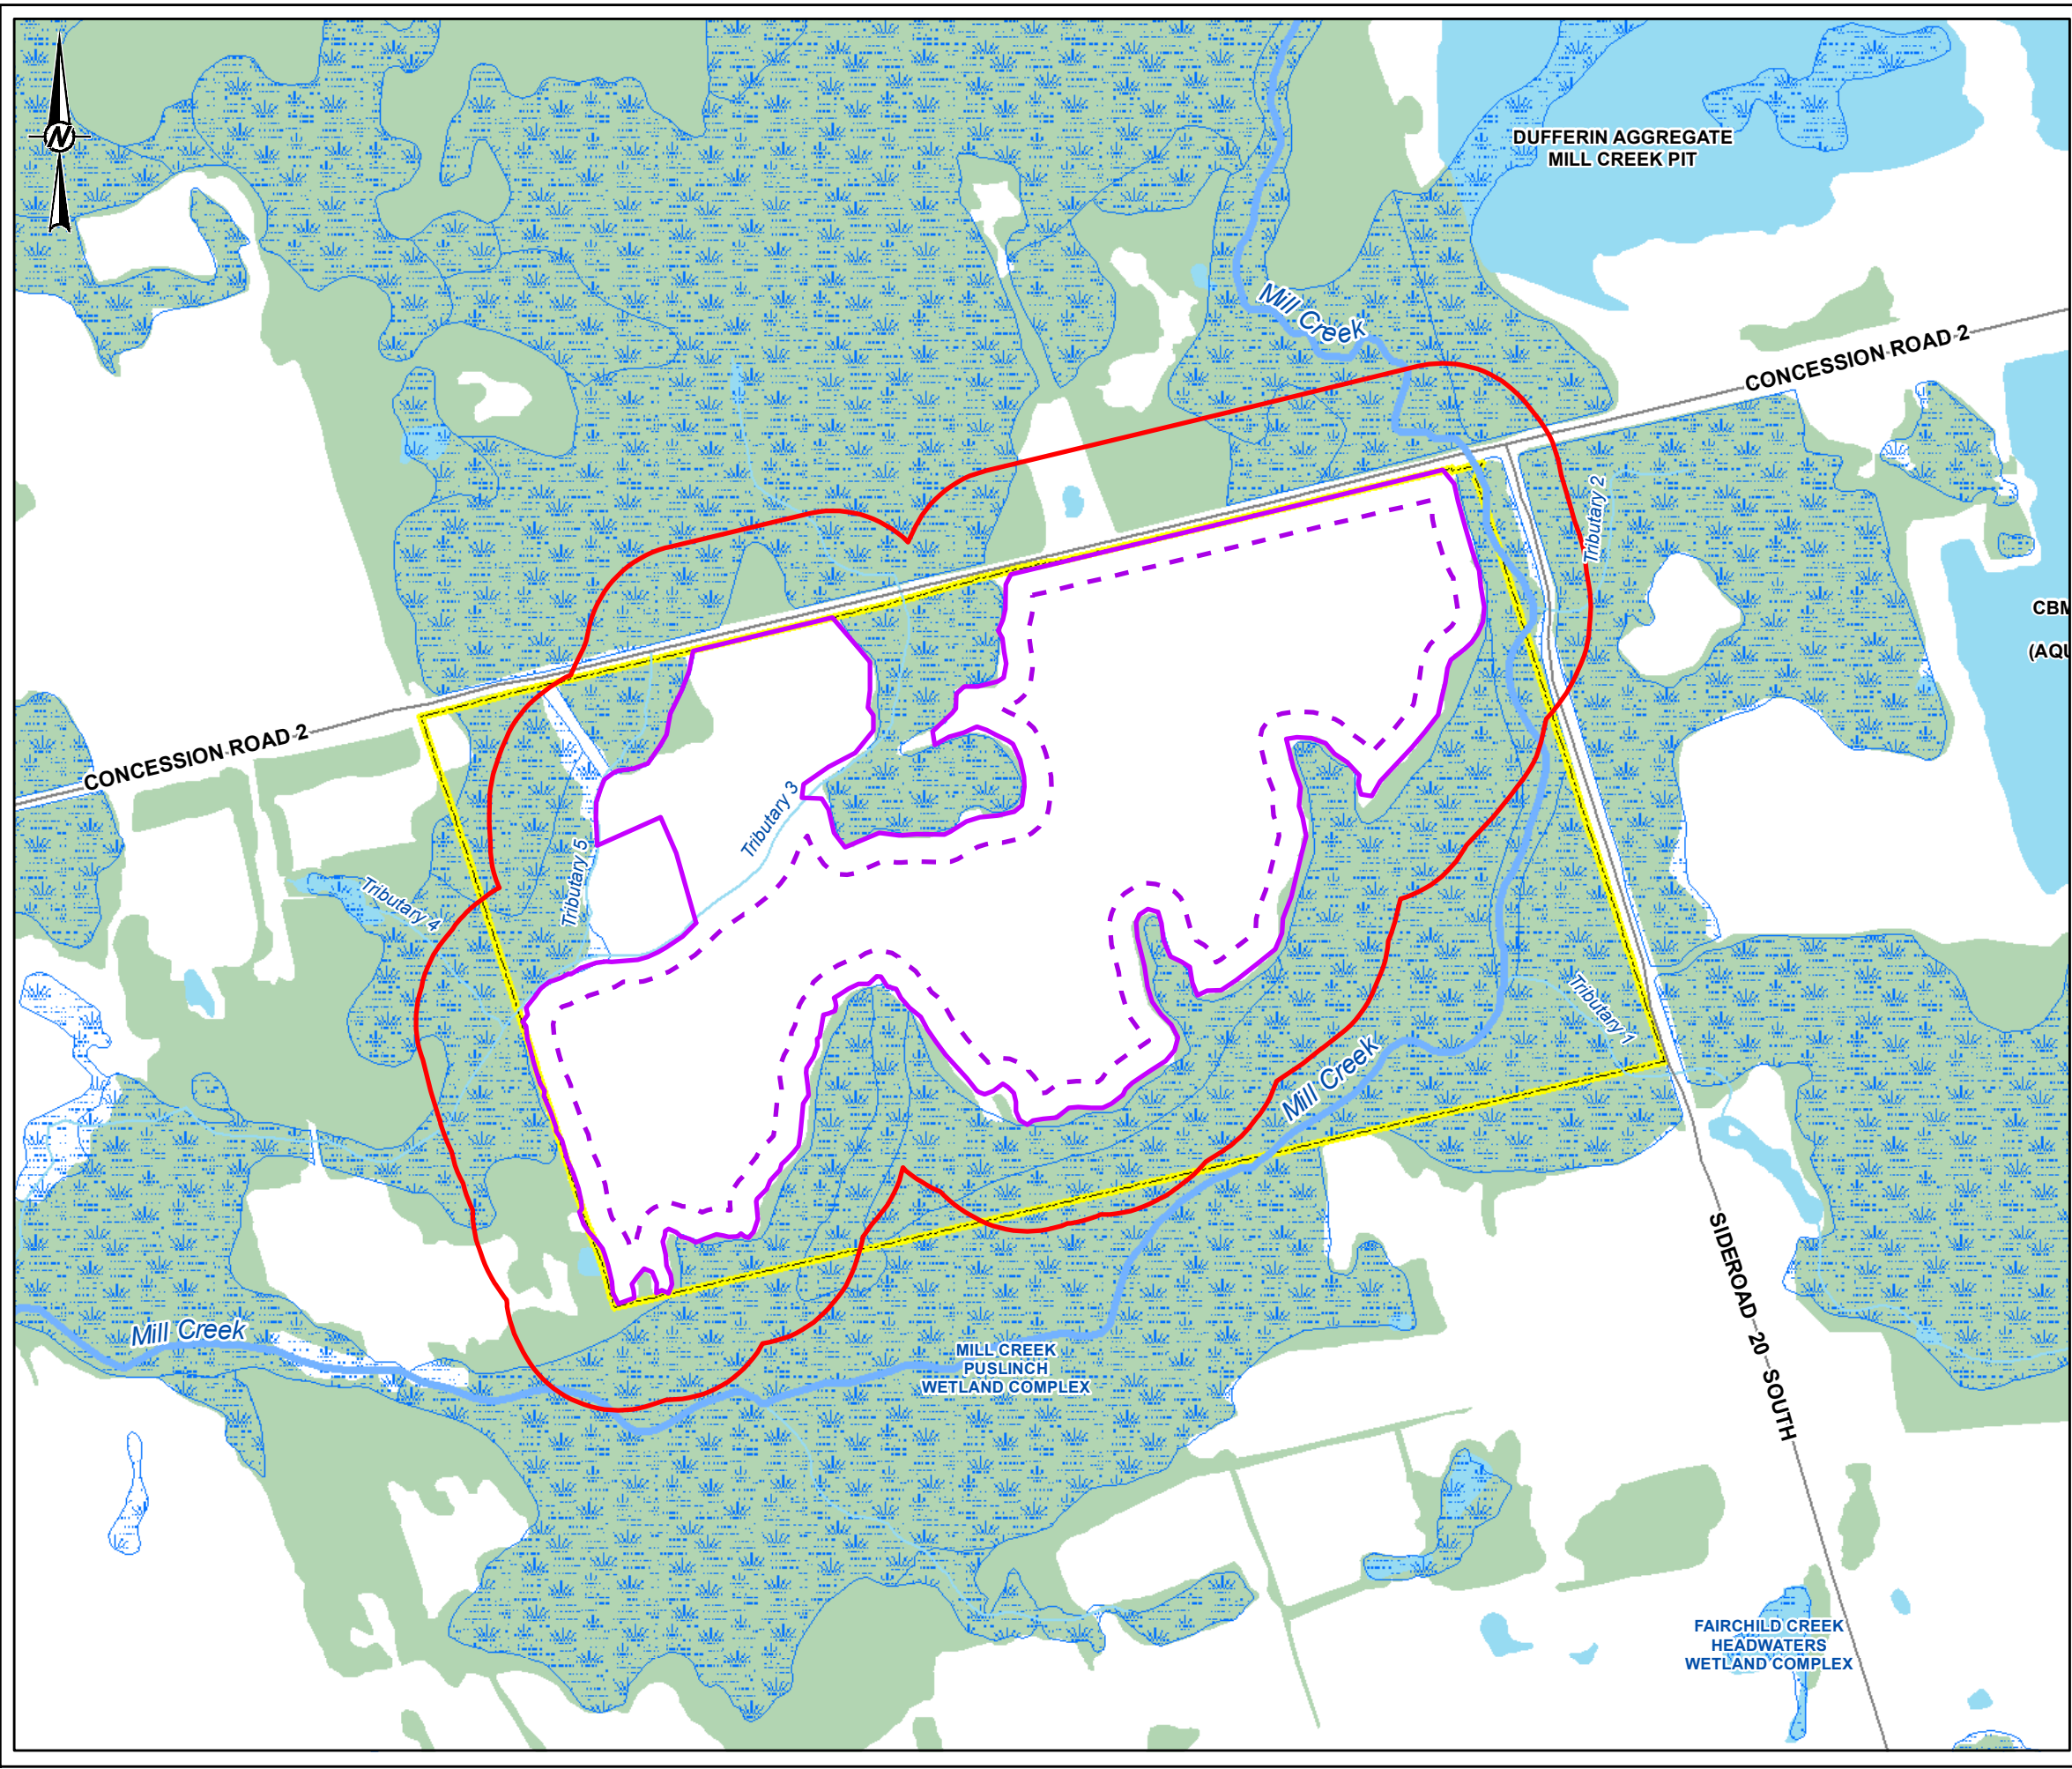 N
DUFFERIN AGGREGATE
MILL CREEK PIT
Mill Creek
CONCESSION ROAD 2
Tributary 2
CBM
(AQU
CONCESSION ROAD 2
Tributary 3
Tributary 5
Tributary 4
Tributary 1
Mill Creek
SIDEROAD 20 SOUTH
Mill Creek
MILL CREEK
PUSLINCH
WETLAND COMPLEX
FAIRCHILD CREEK
HEADWATERS
WETLAND COMPLEX